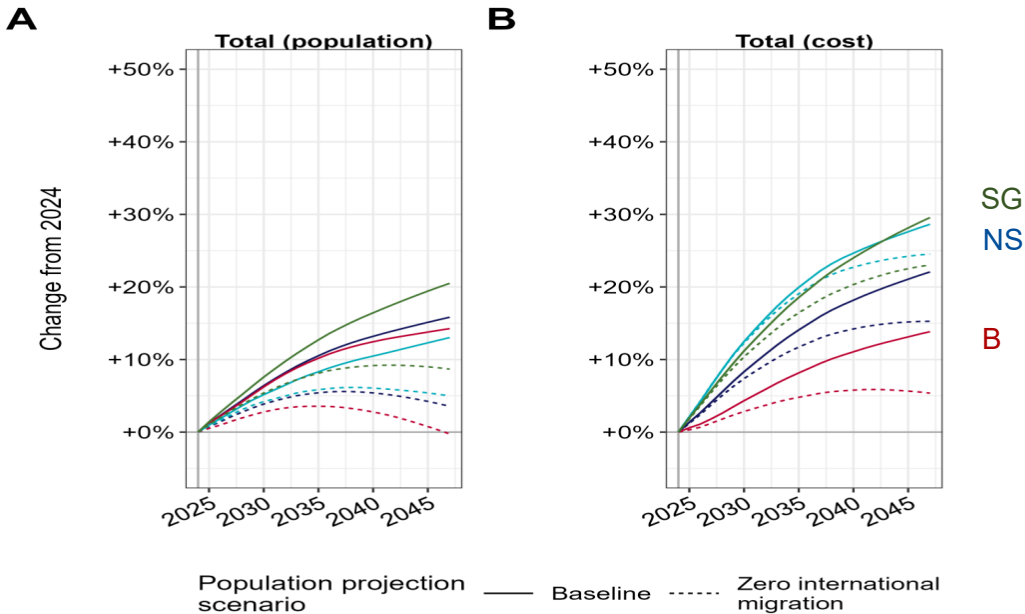 A
B
Total (population)
Total (cost)
+50%
+40%
+30%
+20%
+10%
+0%
Change from 2024
2025
2030
2035
2040
2045
+50%
+40%
+30%
+20%
+10%
+0%
2025
2030
2035
2040
2045
SG
NS
B
Population projection
scenario
Baseline
Zero international
migration